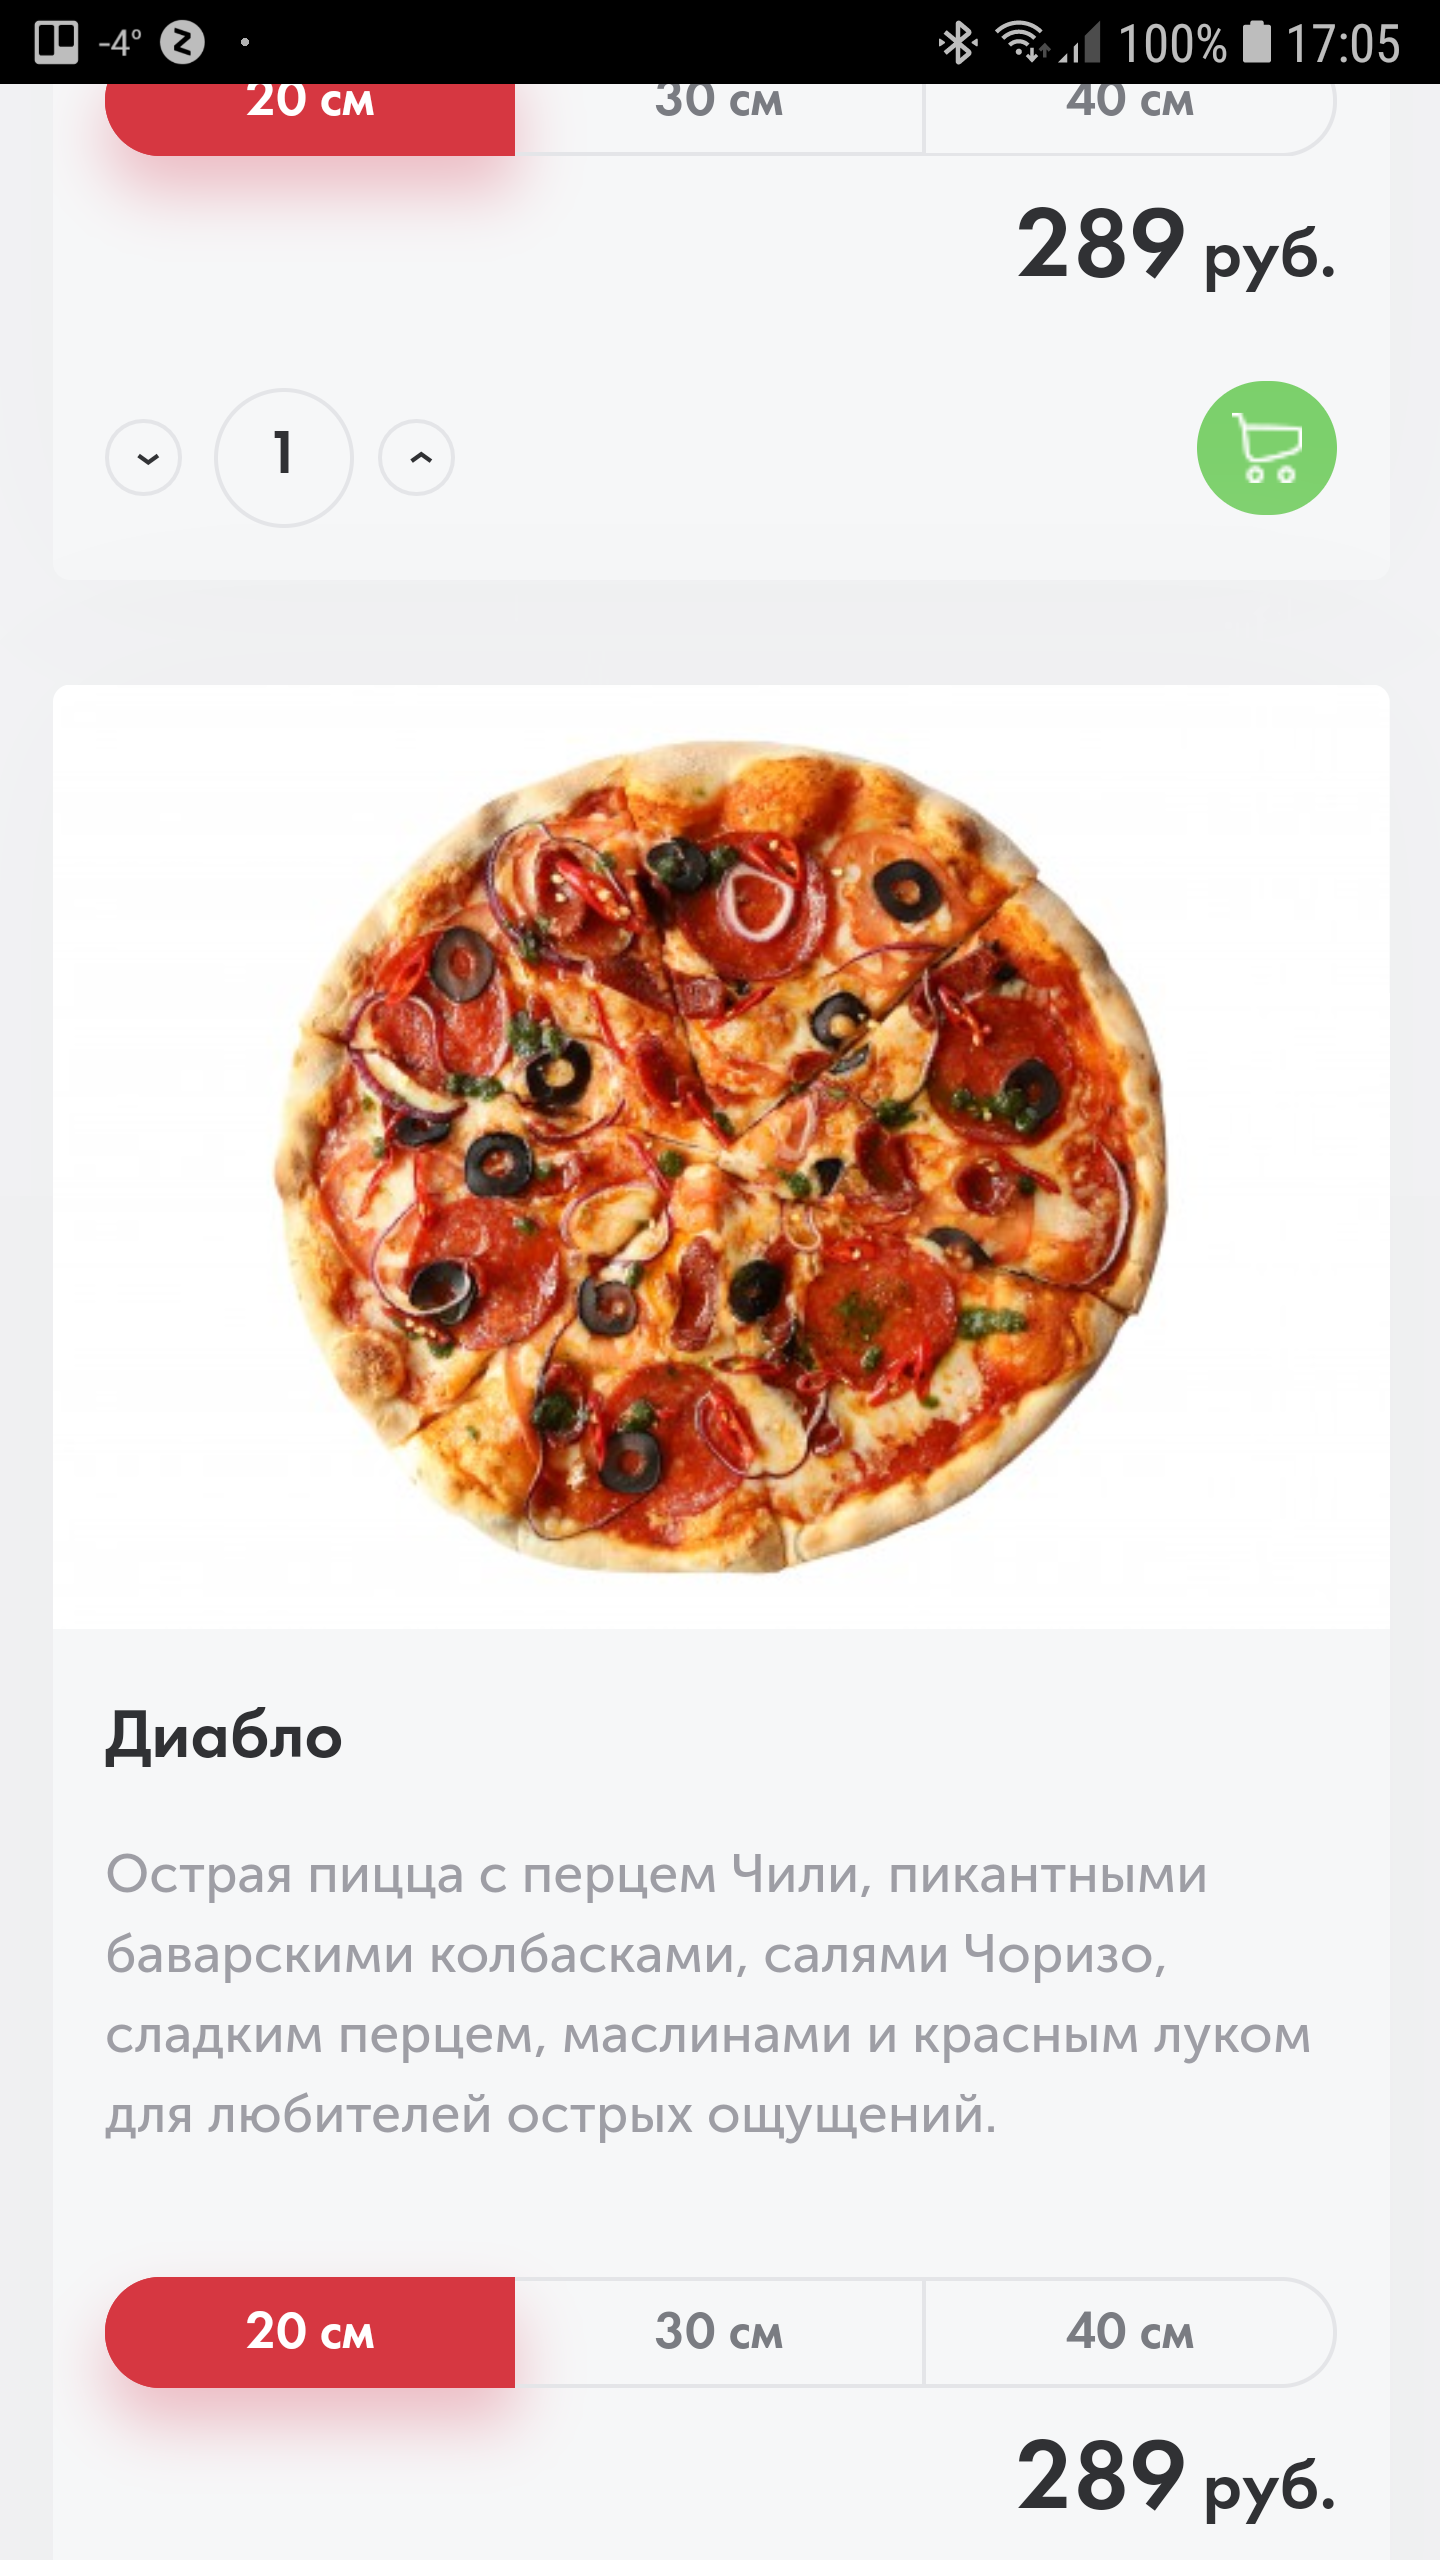 -4° 100% 17:05
20 см 30 см 40 см
289 руб.
1
Диабло
Острая пицца с перцем Чили, пикантными
баварскими колбасками, салями Чоризо,
сладким перцем, маслинами и красным луком
для любителей острых ощущений.
20 см 30 см 40 см
289 руб.